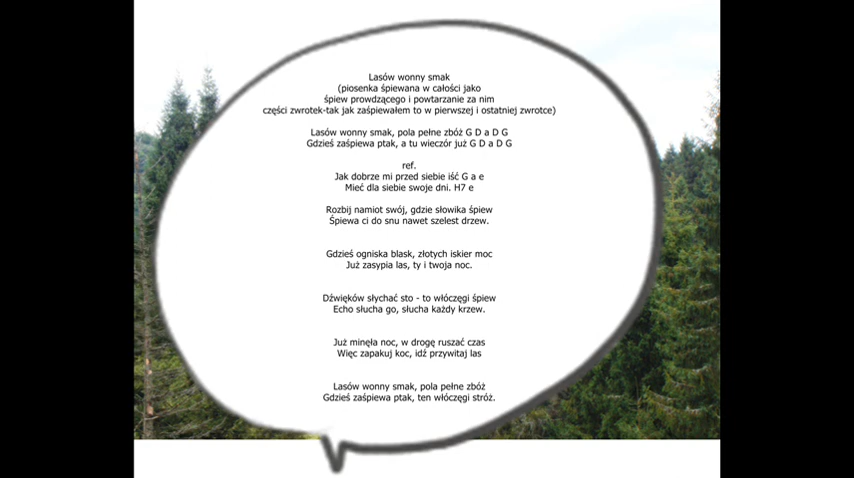 Lasów wonny smak
(piosenka śpiewana w całości jako
śpiew prowdzącego i powtarzanie za nim
części zwrotek-tak jak zaśpiewałem to w pierwszej i ostatniej zwrotce)
Lasów wonny smak, pola pełne zbóż G D a D G
Gdzieś zaśpiewa ptak, a tu wieczór już G D a D G
ref.
Jak dobrze mi przed siebie iść G a e
Mieć dla siebie swoje dni. H7 e
Rozbij namiot swój, gdzie słowika śpiew
Śpiewa ci do snu nawet szelest drzew.
Gdzieś ogniska blask, złotych iskier moc
Już zasypia las, ty i twoja noc.
Dźwięków słychać sto - to włóczęgi śpiew
Echo słucha go, słucha każdy krzew.
Już minęła noc, w drogę ruszać czas
Więc zapakuj koc, idź przywitaj las
Lasów wonny smak, pola pełne zbóż
Gdzieś zaśpiewa ptak, ten włóczęgi stróż.